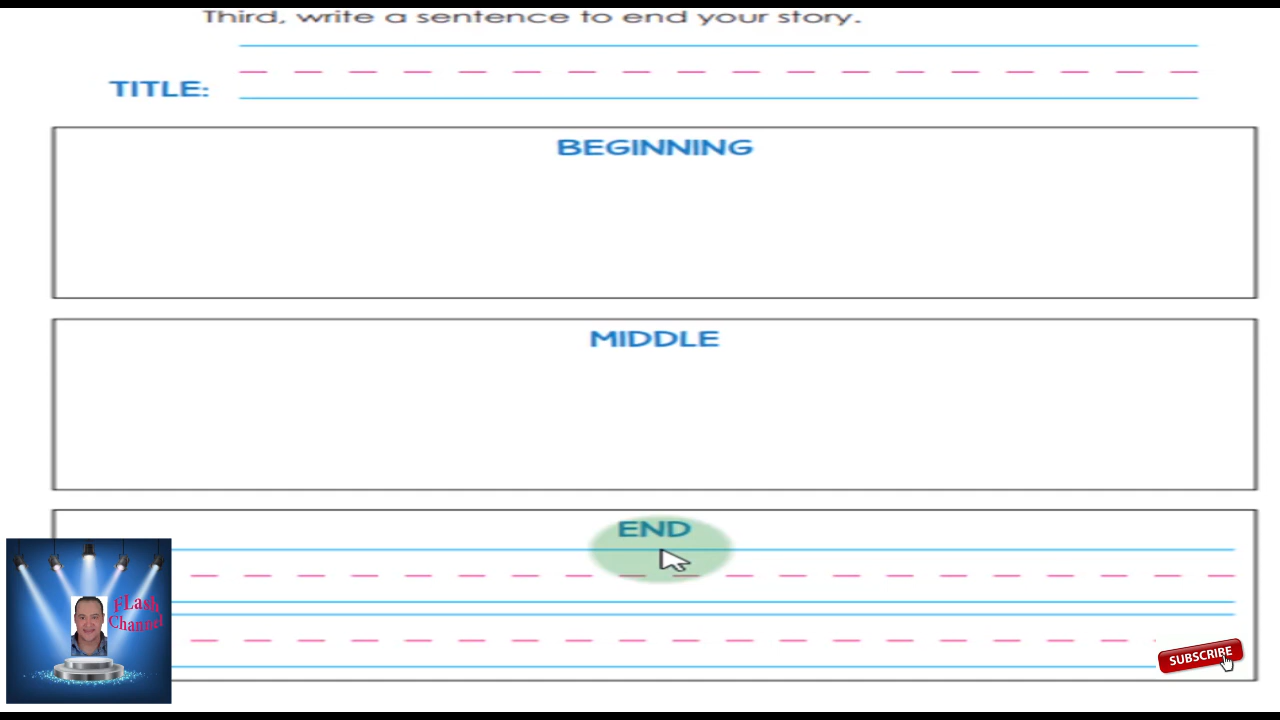 Third, write a sentence to end your story.
TITLE:
BEGINNING
MIDDLE
END
FLash
Channel
SUBSCRIBE